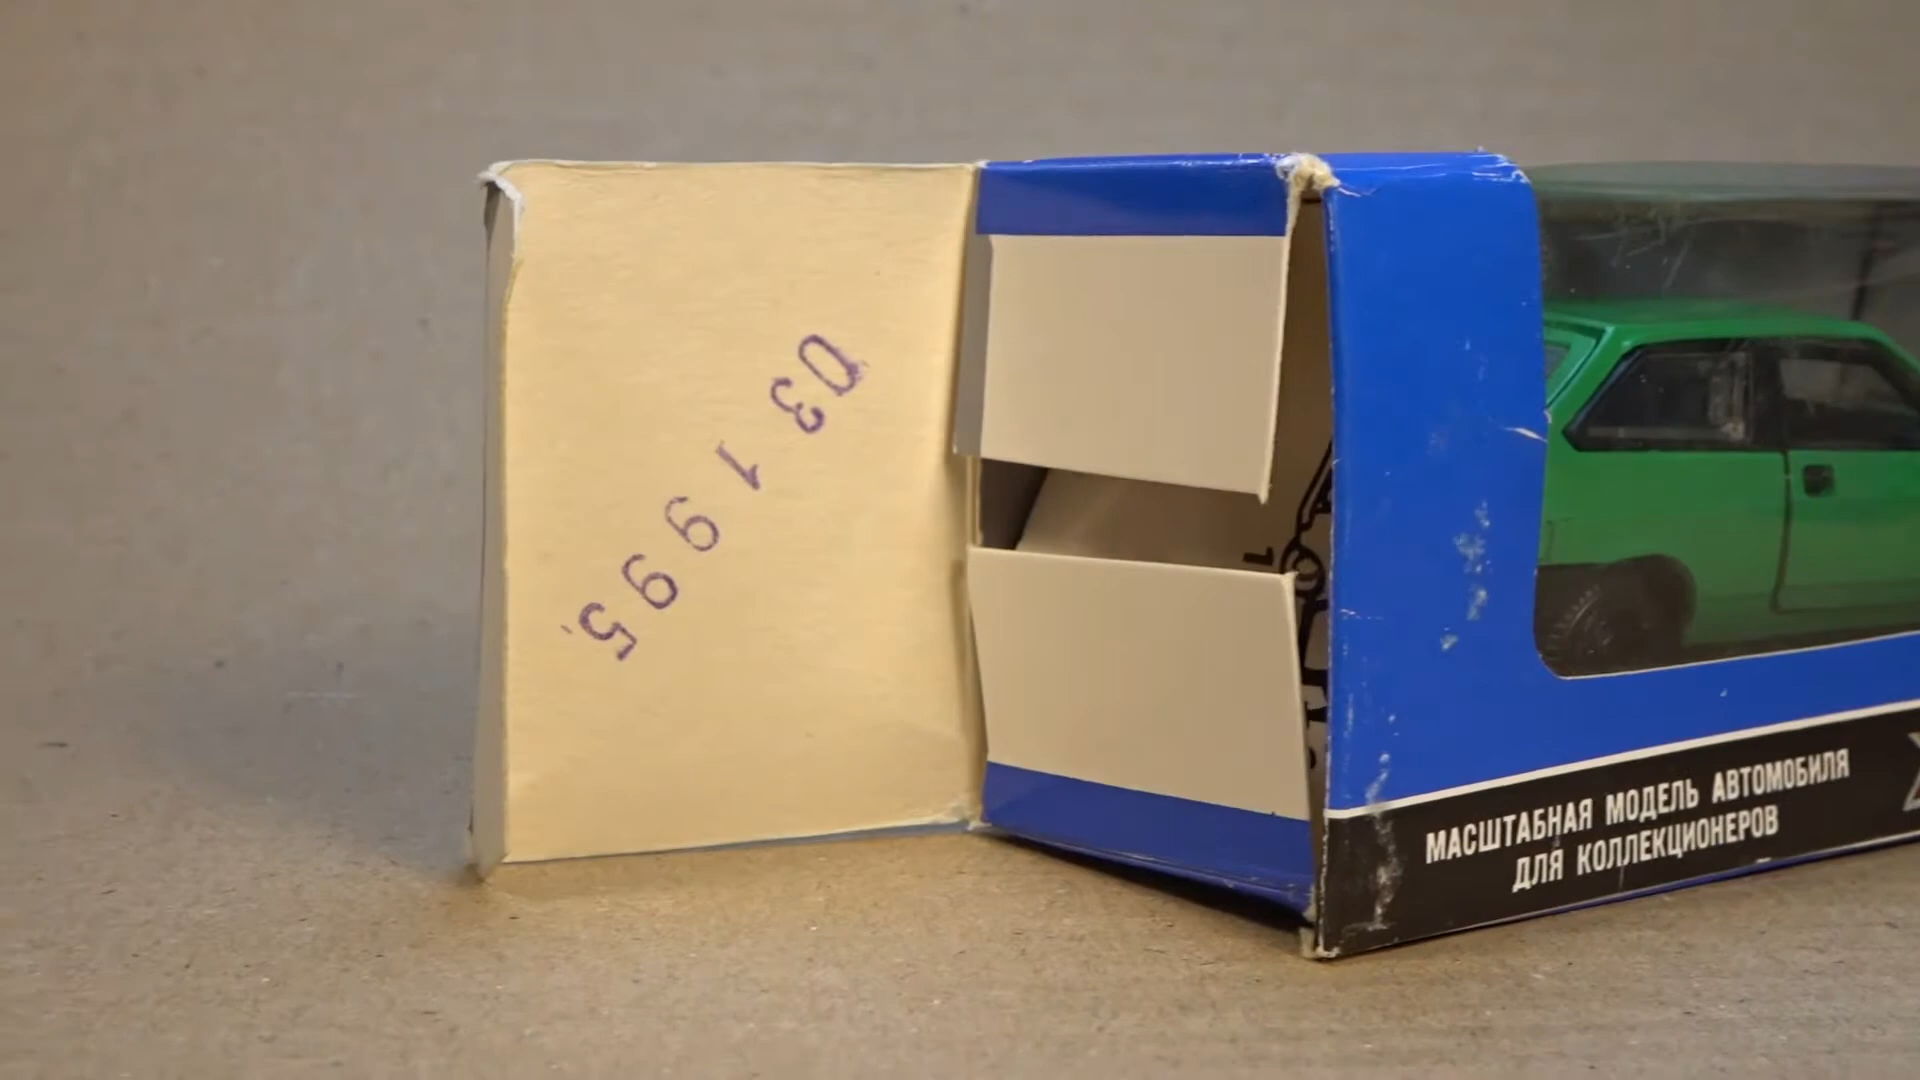 03 1995
МАСШТАБНАЯ МОДЕЛЬ АВТОМОБИЛЯ
ДЛЯ КОЛЛЕКЦИОНЕРОВ